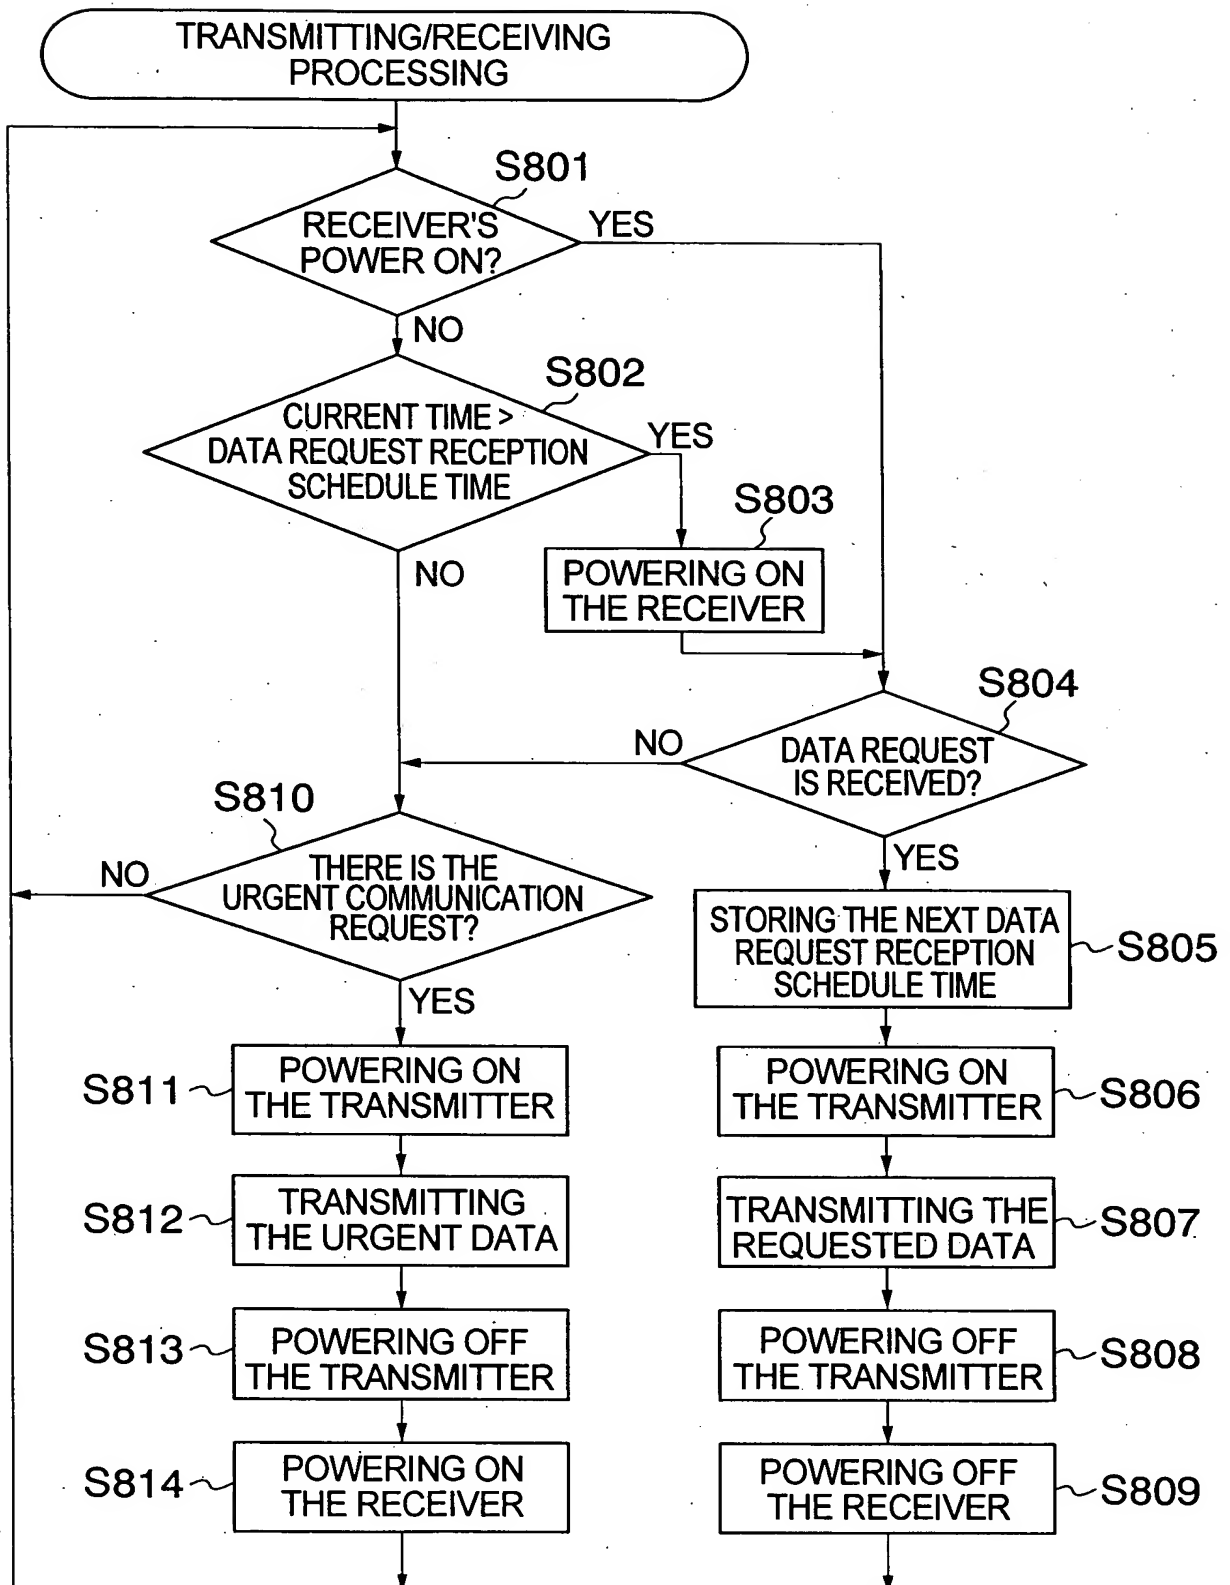 TRANSMITTING/RECEIVING
PROCESSING
S801
RECEIVER'S
POWER ON?
YES
NO
S802
CURRENT TIME >
DATA REQUEST RECEPTION
SCHEDULE TIME
YES
NO
S803
POWERING ON
THE RECEIVER
S804
DATA REQUEST
IS RECEIVED?
NO
YES
S810
THERE IS THE
URGENT COMMUNICATION
REQUEST?
NO
YES
STORING THE NEXT DATA
REQUEST RECEPTION
SCHEDULE TIME
S805
S811
POWERING ON
THE TRANSMITTER
POWERING ON
THE TRANSMITTER
S806
S812
TRANSMITTING
THE URGENT DATA
TRANSMITTING THE
REQUESTED DATA
S807
S813
POWERING OFF
THE TRANSMITTER
POWERING OFF
THE TRANSMITTER
S808
S814
POWERING ON
THE RECEIVER
POWERING OFF
THE RECEIVER
S809